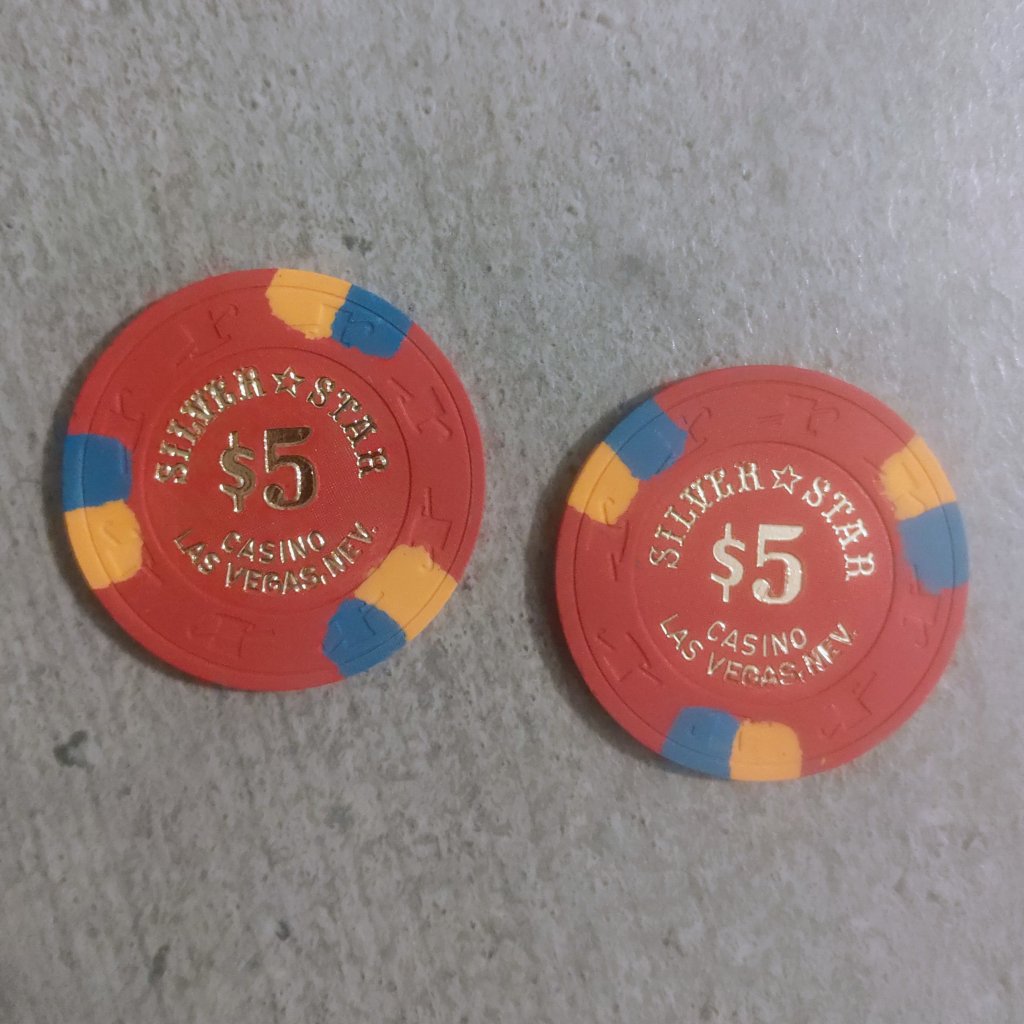 SILVER ☆ STAR
$5
CASINO
LAS VEGAS, NEV.
SILVER ☆ STAR
$5
CASINO
LAS VEGAS, NEV.